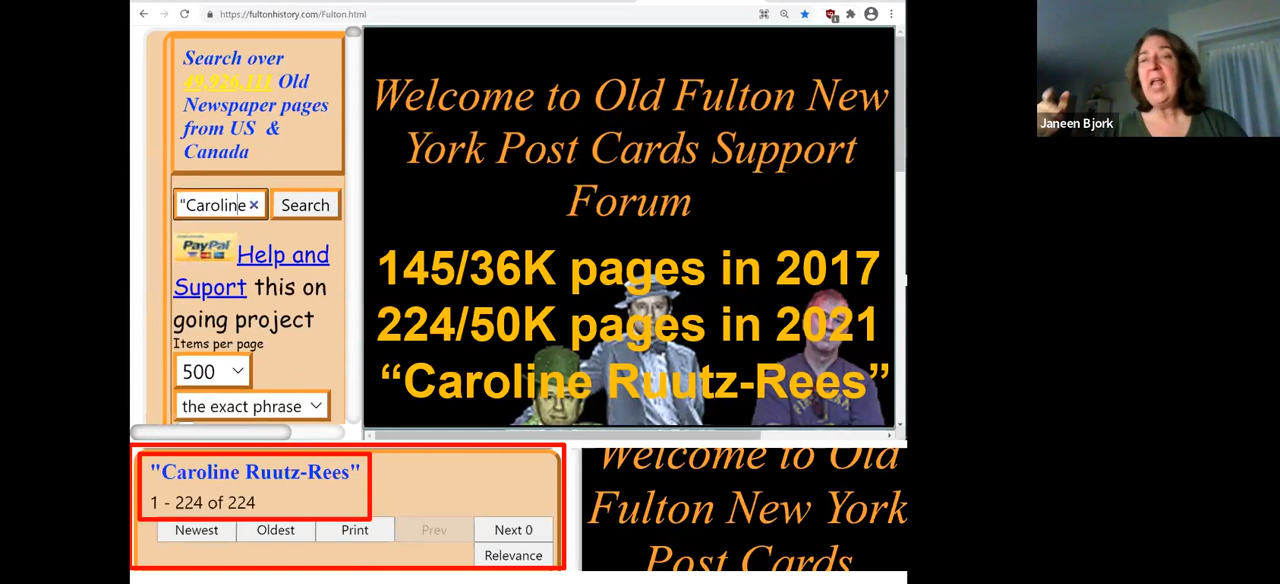 https://fultonhistory.com/Fulton.html
Search over
49,926,111 Old
Newspaper pages
from US &
Canada
"Caroline
Search
PayPal
Help and
Suport this on
going project
Items per page
500
the exact phrase
Welcome to Old Fulton New
York Post Cards Support
Forum
145/36K pages in 2017
224/50K pages in 2021
“Caroline Ruutz-Rees”
"Caroline Ruutz-Rees"
1 - 224 of 224
Newest
Oldest
Print
Prev
Next 0
Relevance
Welcome to Old
Fulton New York
Post Cards
Janeen Bjork